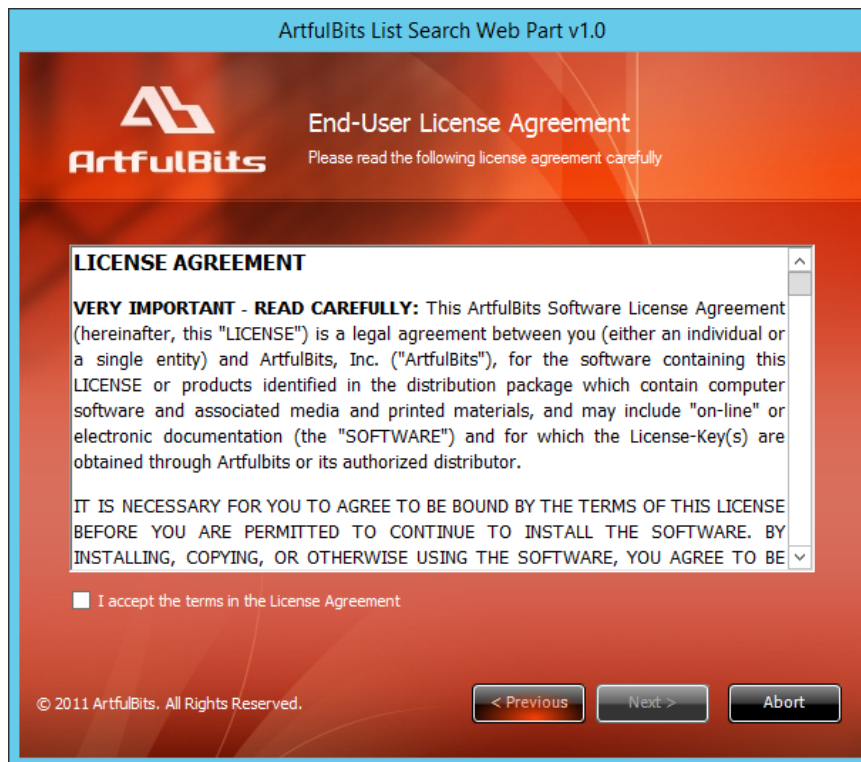 ArtfulBits List Search Web Part v1.0
ArtfulBits
End-User License Agreement
Please read the following license agreement carefully
LICENSE AGREEMENT
VERY IMPORTANT - READ CAREFULLY: This ArtfulBits Software License Agreement
(hereinafter, this "LICENSE") is a legal agreement between you (either an individual or
a single entity) and ArtfulBits, Inc. ("ArtfulBits"), for the software containing this
LICENSE or products identified in the distribution package which contain computer
software and associated media and printed materials, and may include "on-line" or
electronic documentation (the "SOFTWARE") and for which the License-Key(s) are
obtained through Artfulbits or its authorized distributor.
IT IS NECESSARY FOR YOU TO AGREE TO BE BOUND BY THE TERMS OF THIS LICENSE
BEFORE YOU ARE PERMITTED TO CONTINUE TO INSTALL THE SOFTWARE. BY
INSTALLING, COPYING, OR OTHERWISE USING THE SOFTWARE, YOU AGREE TO BE
I accept the terms in the License Agreement
© 2011 ArtfulBits. All Rights Reserved.
< Previous
Next >
Abort